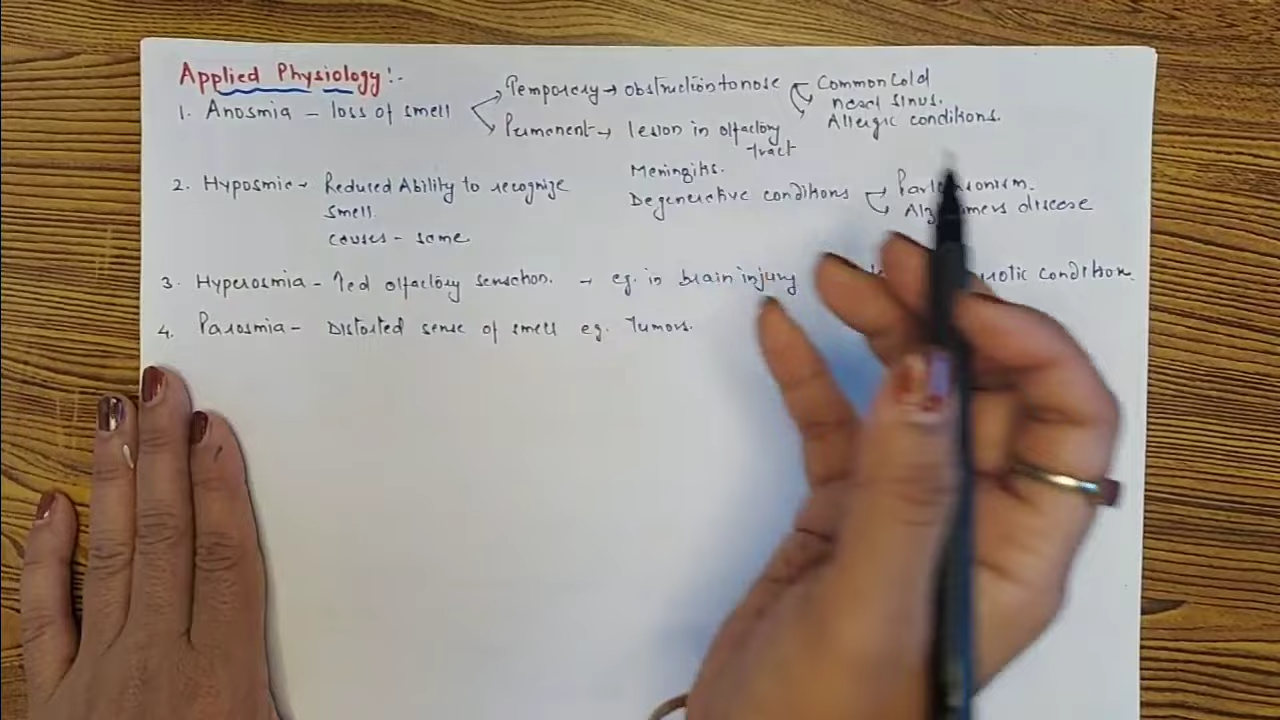 Applied Physiology:-
1. Anosmia - loss of smell
Temporary → obstruction to nose
Common Cold
nasal sinus.
Allergic conditions.
Permanent → lesion in olfactory
tract
Meningitis.
Degenerative conditions
Parkinsonism.
Alzheimers disease
2. Hyposmia → Reduced Ability to recognize
smell.
causes - same
3. Hyperosmia - ↑ed olfactory sensation. → eg. in brain injury condition.
4. Parosmia - Distorted sense of smell eg. Tumors.